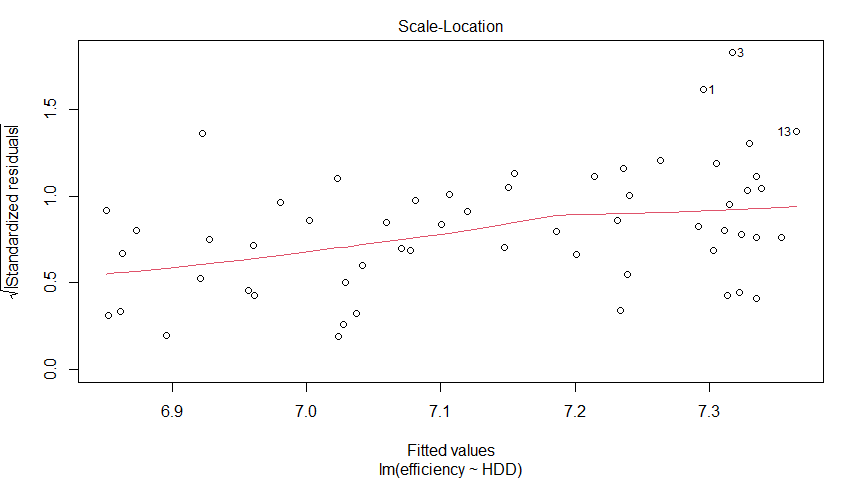 Scale-Location
3
1
13
√|Standardized residuals|
1.5
1.0
0.5
0.0
6.9 7.0 7.1 7.2 7.3
Fitted values
lm(efficiency ~ HDD)